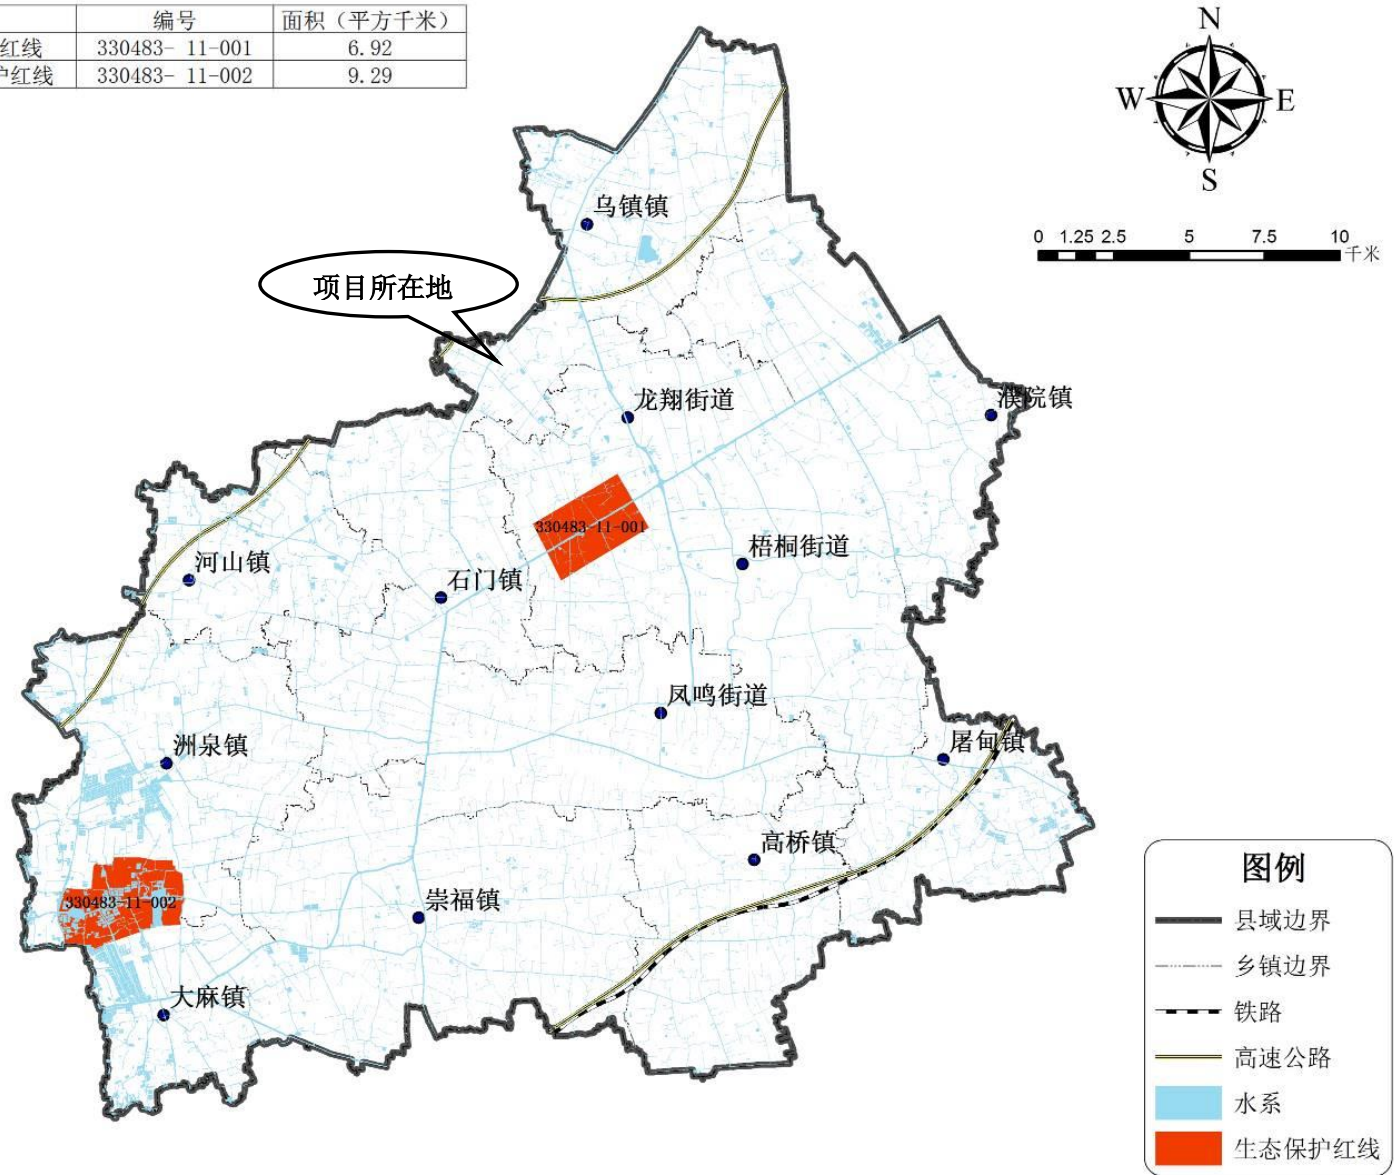 编号 面积（平方千米）
红线 330483- 11-001 6.92
护红线 330483- 11-002 9.29
N
W E
S
0 1.25 2.5 5 7.5 10
千米
乌镇镇
项目所在地
龙翔街道
濮院镇
330483-11-001
梧桐街道
河山镇
石门镇
凤鸣街道
洲泉镇
屠甸镇
高桥镇
330483-11-002
崇福镇
大麻镇
图例
县域边界
乡镇边界
铁路
高速公路
水系
生态保护红线